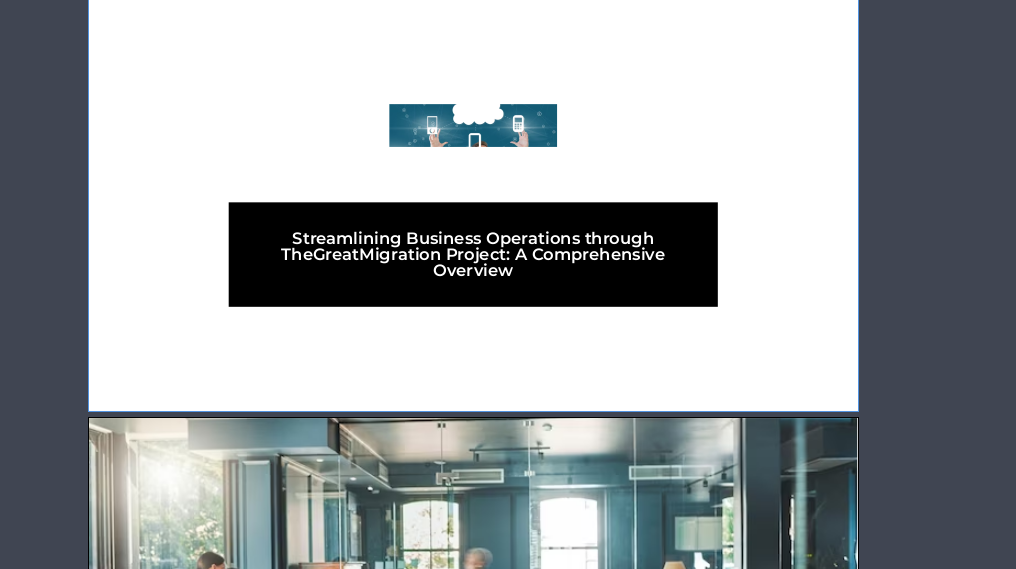 Streamlining Business Operations through
TheGreatMigration Project: A Comprehensive
Overview